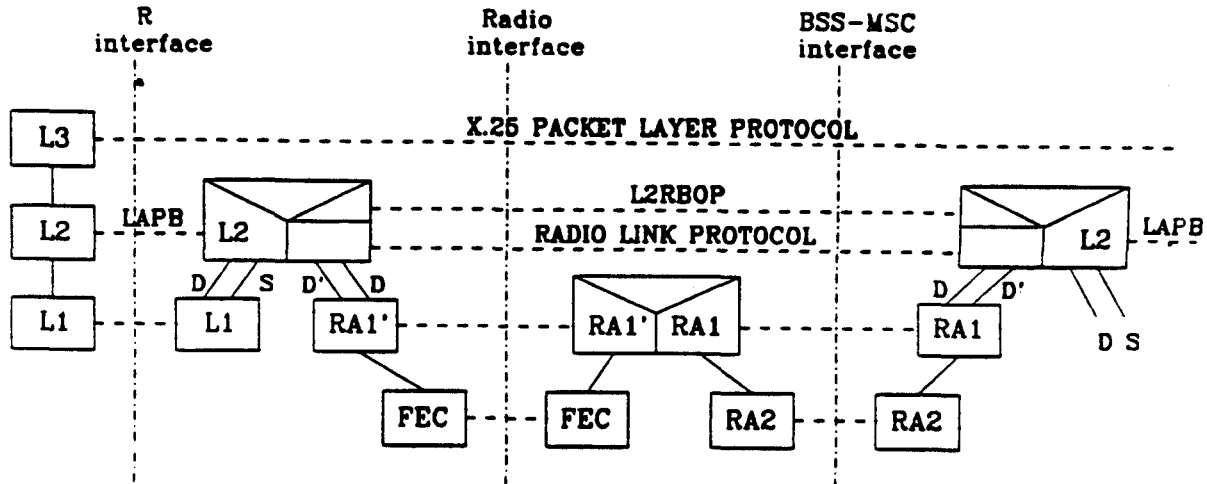 R
interface
Radio
interface
BSS-MSC
interface
L3
X.25 PACKET LAYER PROTOCOL
L2
LAPB
L2
L2RBOP
RADIO LINK PROTOCOL
L2
LAPB
D
S
D'
D
D
D'
L1
L1
RA1'
RA1'
RA1
RA1
D S
FEC
FEC
RA2
RA2